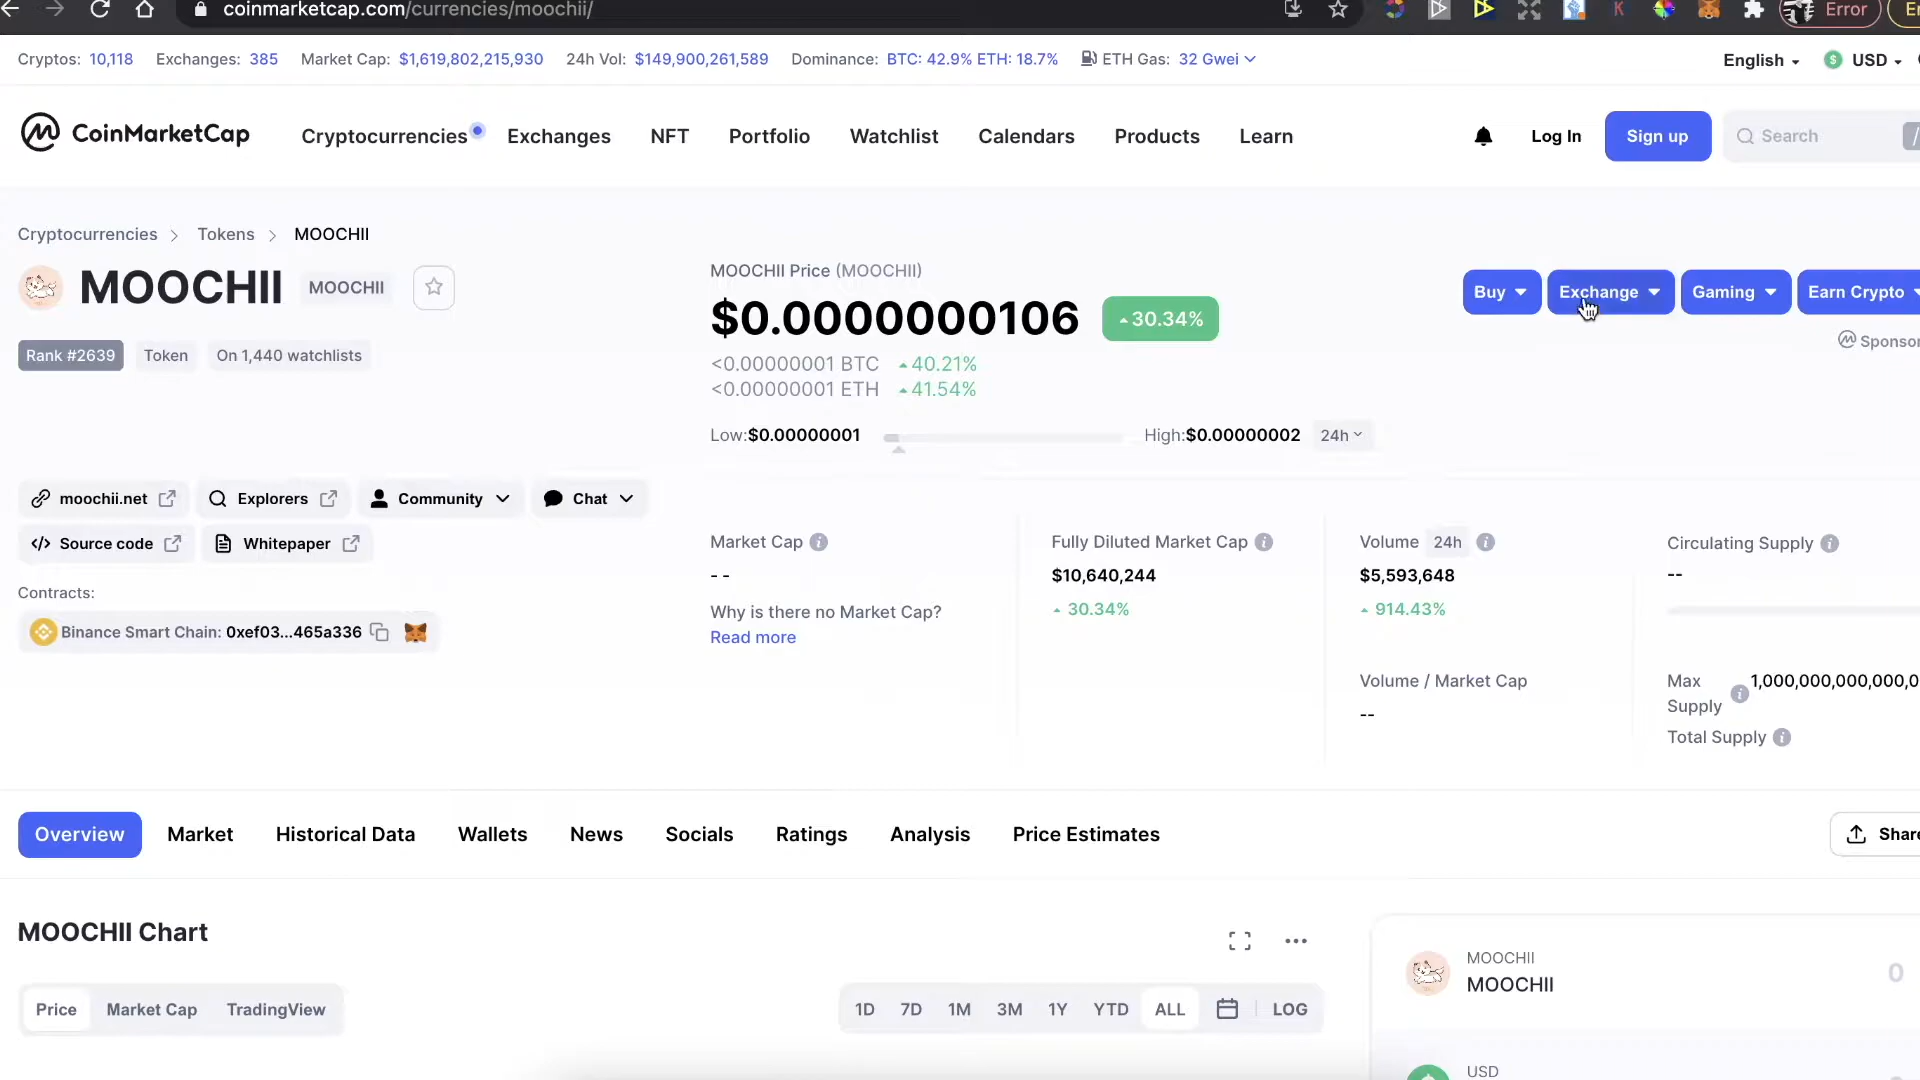 coinmarketcap.com/currencies/moochii/
Error
Cryptos: 10,118 Exchanges: 385 Market Cap: $1,619,802,215,930 24h Vol: $149,900,261,589 Dominance: BTC: 42.9% ETH: 18.7% ETH Gas: 32 Gwei
English USD
CoinMarketCap
Cryptocurrencies Exchanges NFT Portfolio Watchlist Calendars Products Learn
Log In Sign up Search /
Cryptocurrencies > Tokens > MOOCHII
MOOCHII MOOCHII
Rank #2639 Token On 1,440 watchlists
MOOCHII Price (MOOCHII)
$0.0000000106 30.34%
<0.00000001 BTC 40.21%
<0.00000001 ETH 41.54%
Low:$0.00000001 High:$0.00000002 24h
Buy Exchange Gaming Earn Crypto
Sponsor
moochii.net Explorers Community Chat
Source code Whitepaper
Contracts:
Binance Smart Chain: 0xef03...465a336
Market Cap
- -
Why is there no Market Cap?
Read more
Fully Diluted Market Cap
$10,640,244
30.34%
Volume 24h
$5,593,648
914.43%
Volume / Market Cap
--
Circulating Supply
--
Max Supply 1,000,000,000,000,0
Total Supply
Overview Market Historical Data Wallets News Socials Ratings Analysis Price Estimates
Share
MOOCHII Chart
Price Market Cap TradingView
1D 7D 1M 3M 1Y YTD ALL LOG
MOOCHII
MOOCHII 0
USD